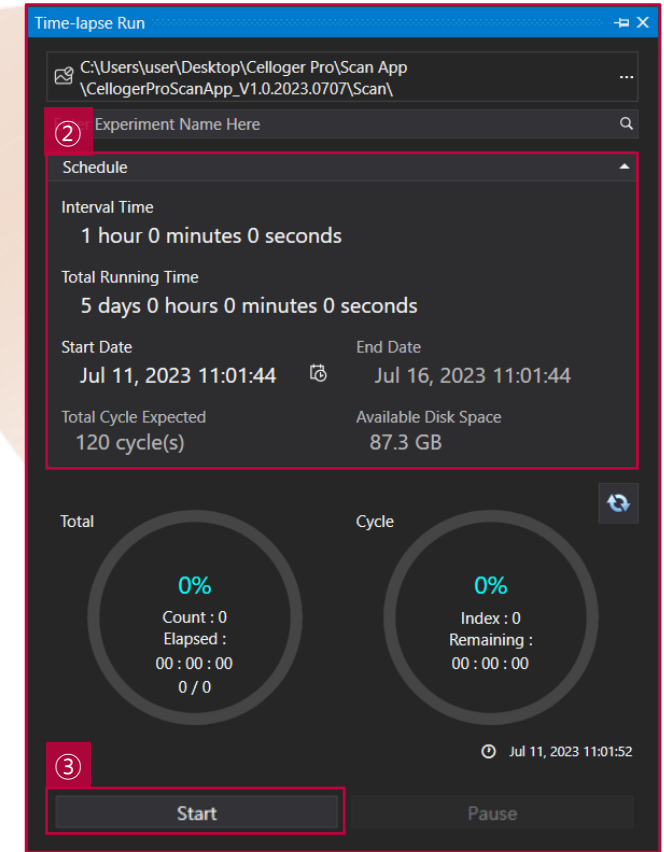 Time-lapse Run
C:\Users\user\Desktop\Celloger Pro\Scan App
\CellogerProScanApp_V1.0.2023.0707\Scan\
...
②
Experiment Name Here
Schedule
Interval Time
1 hour 0 minutes 0 seconds
Total Running Time
5 days 0 hours 0 minutes 0 seconds
Start Date
End Date
Jul 11, 2023 11:01:44
Jul 16, 2023 11:01:44
Total Cycle Expected
Available Disk Space
120 cycle(s)
87.3 GB
Total
Cycle
0%
Count : 0
Elapsed :
00 : 00 : 00
0 / 0
0%
Index : 0
Remaining :
00 : 00 : 00
Jul 11, 2023 11:01:52
③
Start
Pause